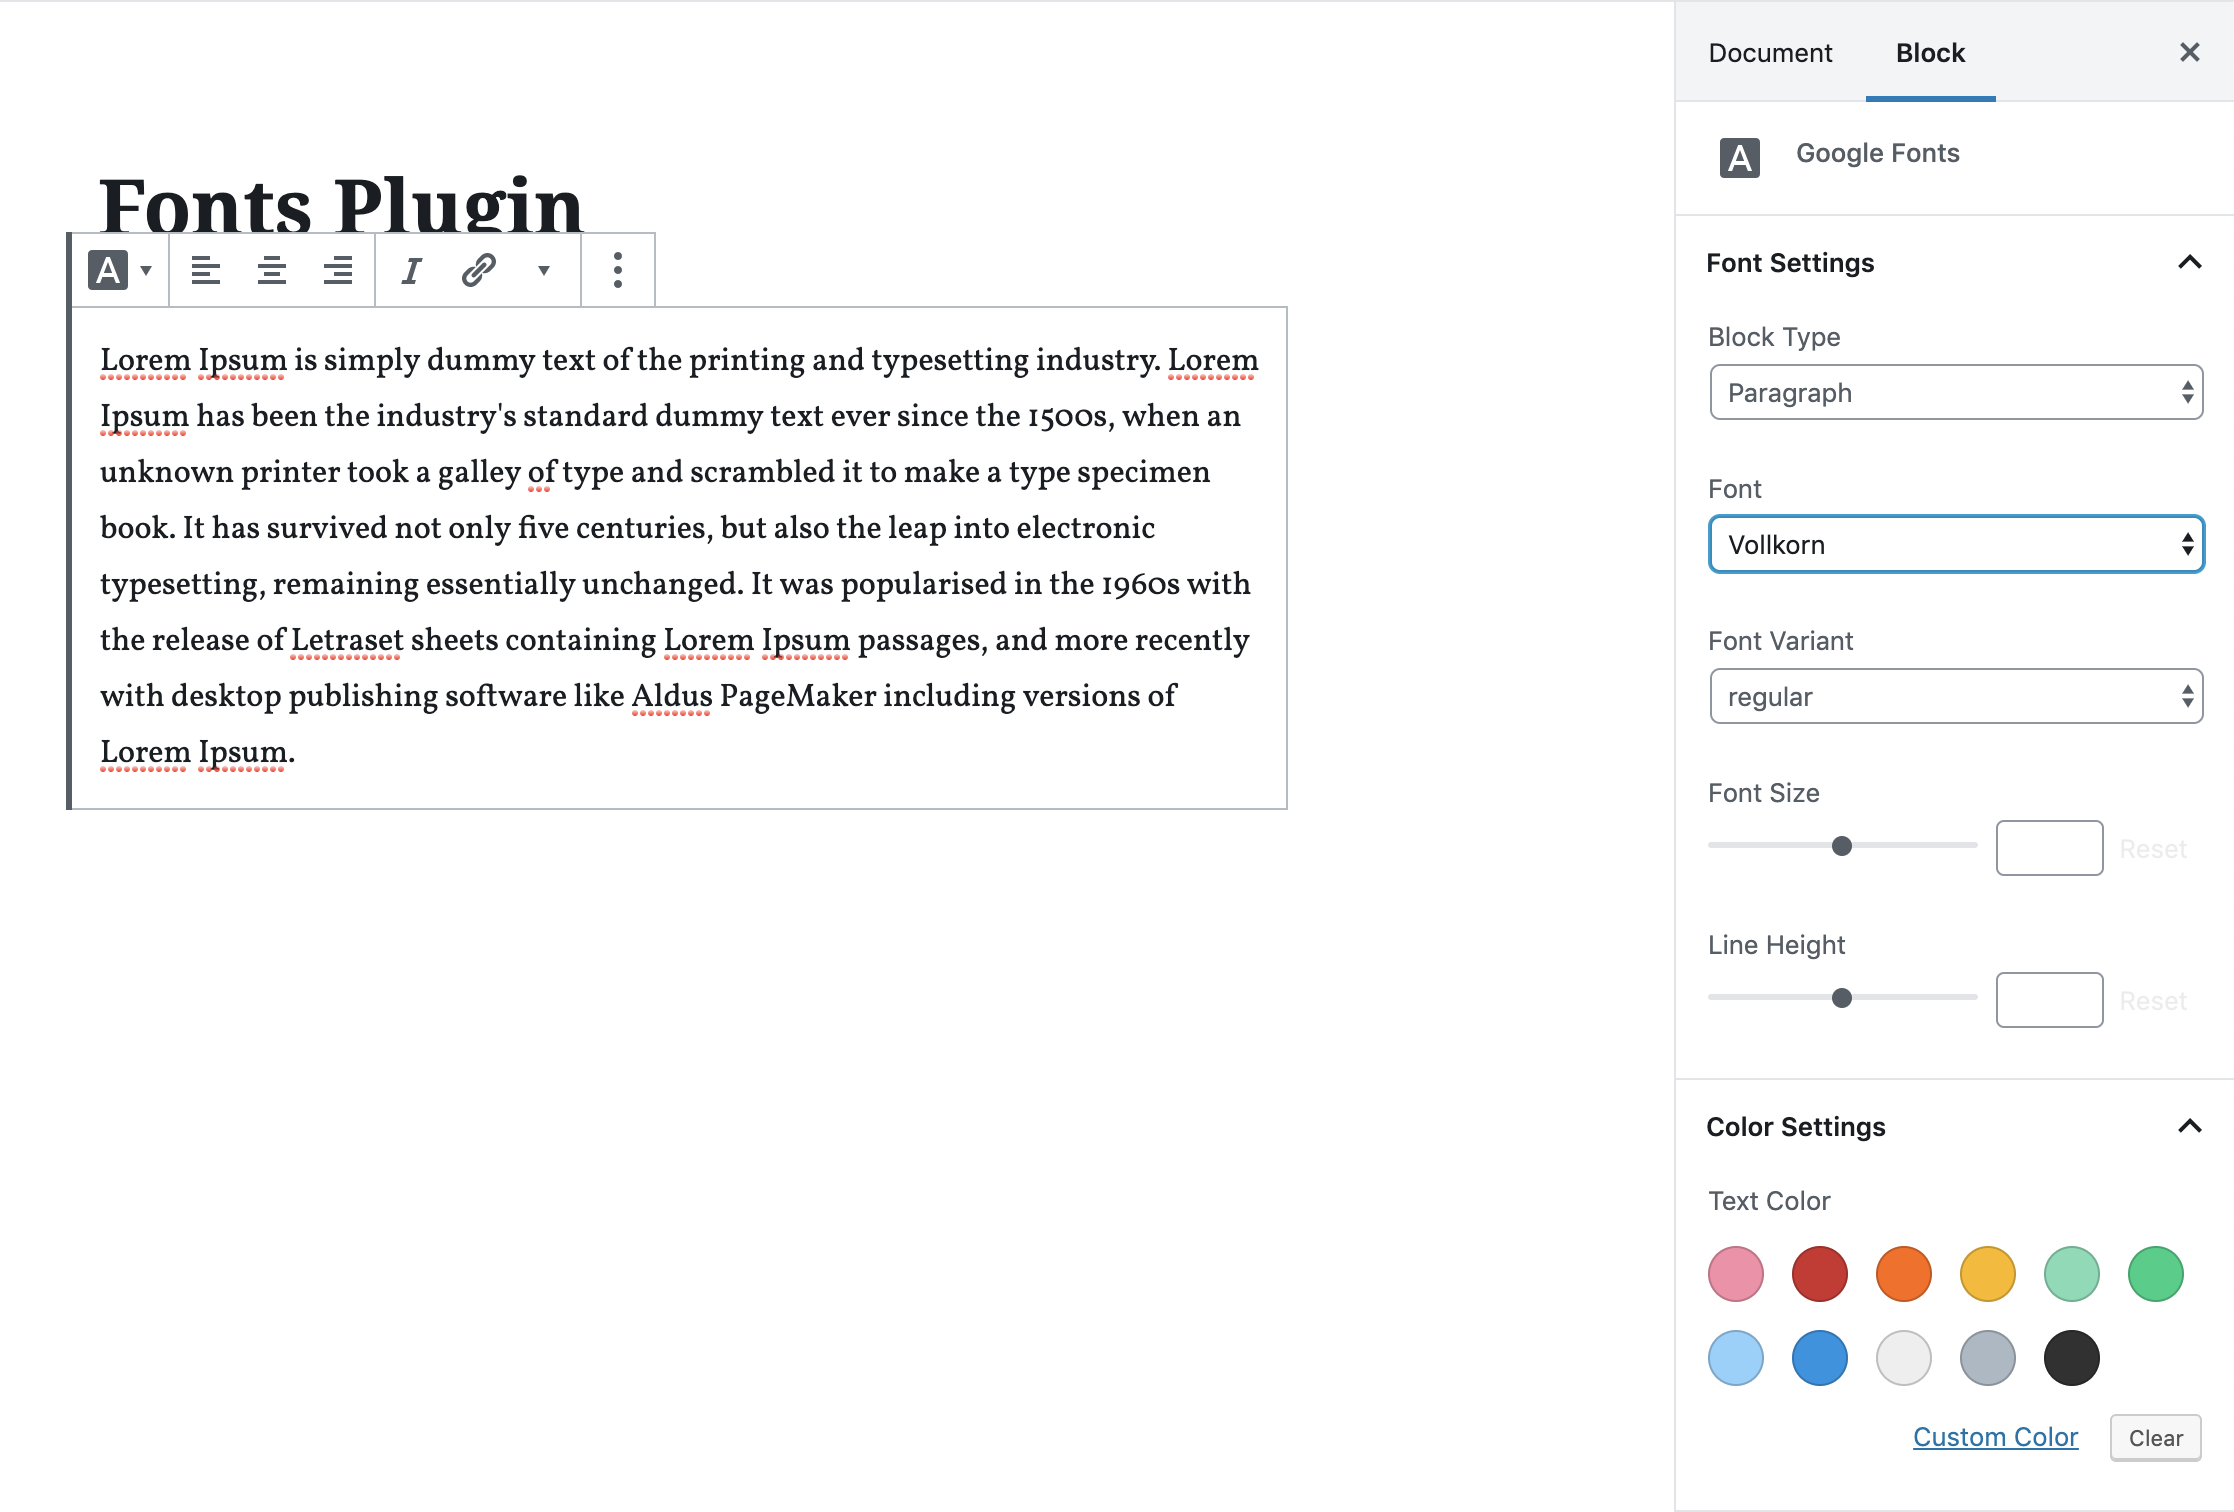 Fonts Plugin
Lorem Ipsum is simply dummy text of the printing and typesetting industry. Lorem
Ipsum has been the industry's standard dummy text ever since the 1500s, when an
unknown printer took a galley of type and scrambled it to make a type specimen
book. It has survived not only five centuries, but also the leap into electronic
typesetting, remaining essentially unchanged. It was popularised in the 1960s with
the release of Letraset sheets containing Lorem Ipsum passages, and more recently
with desktop publishing software like Aldus PageMaker including versions of
Lorem Ipsum.
Document Block
Google Fonts
Font Settings
Block Type
Paragraph
Font
Vollkorn
Font Variant
regular
Font Size
Reset
Line Height
Reset
Color Settings
Text Color
Custom Color Clear